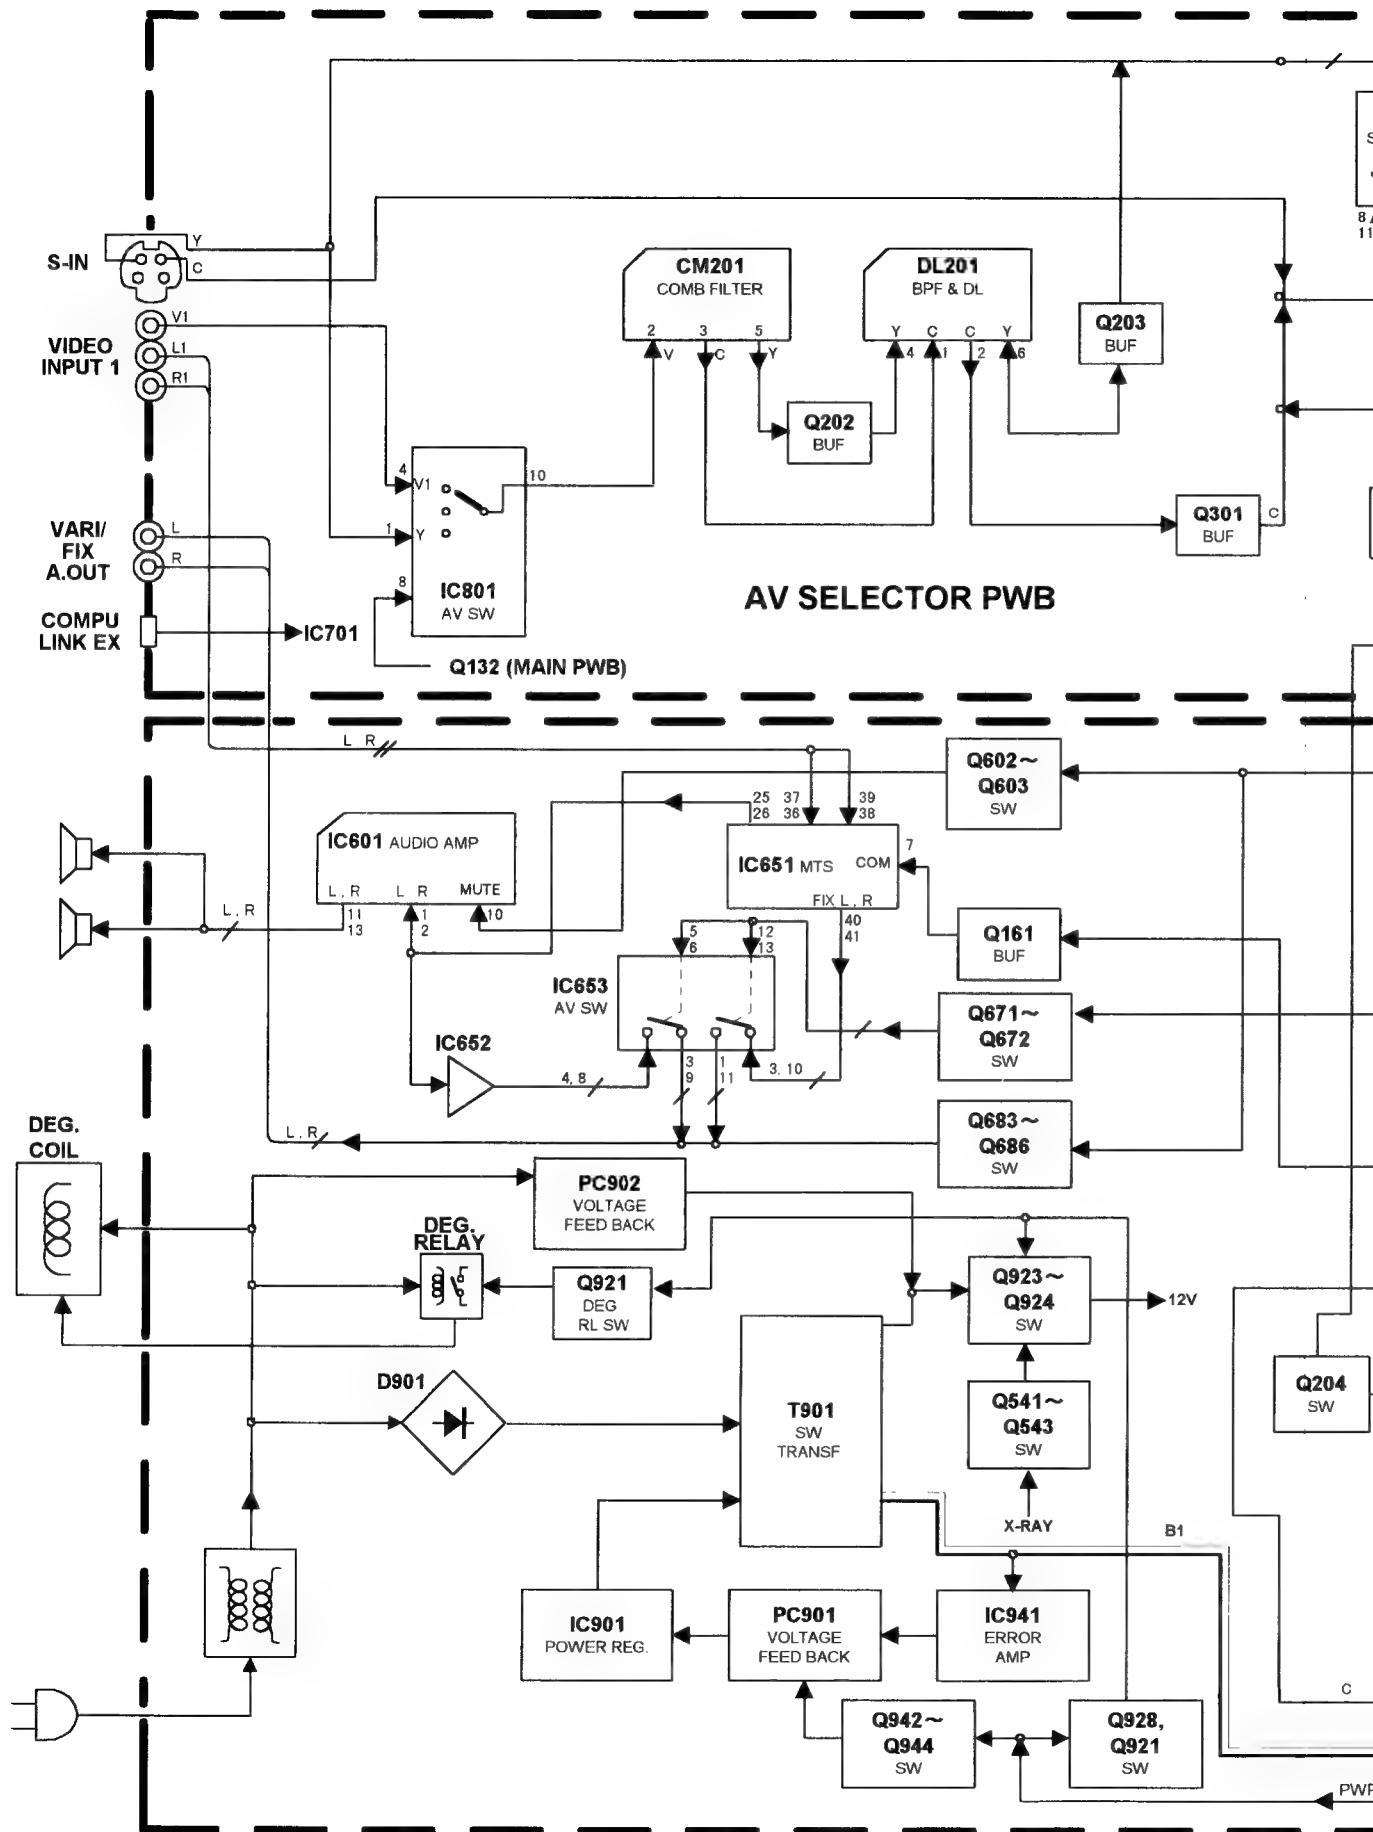 S-IN
Y
C
VIDEO
INPUT 1
V1
L1
R1
VARI/
FIX
A.OUT
L
R
COMPU
LINK EX
IC701
4
V1
1
Y
8
10
IC801
AV SW
Q132 (MAIN PWB)
CM201
COMB FILTER
2 3 5
V C Y
DL201
BPF & DL
Y C C Y
4 1 2 6
Q202
BUF
Q203
BUF
Q301
BUF
C
8
11
AV SELECTOR PWB
L R
Q602~
Q603
SW
25 37 39
26 36 38
IC601 AUDIO AMP
L . R L R MUTE
11 1 10
13 2
L . R
IC651 MTS COM
7
FIX L . R
40
41
Q161
BUF
5 12
6 13
IC653
AV SW
Q671~
Q672
SW
IC652
4, 8
3 1
9 11
3, 10
L . R
Q683~
Q686
SW
DEG.
COIL
PC902
VOLTAGE
FEED BACK
DEG.
RELAY
Q921
DEG
RL SW
Q923~
Q924
SW
12V
Q204
SW
D901
T901
SW
TRANSF
Q541~
Q543
SW
X-RAY
B1
IC901
POWER REG.
PC901
VOLTAGE
FEED BACK
IC941
ERROR
AMP
C
Q942~
Q944
SW
Q928,
Q921
SW